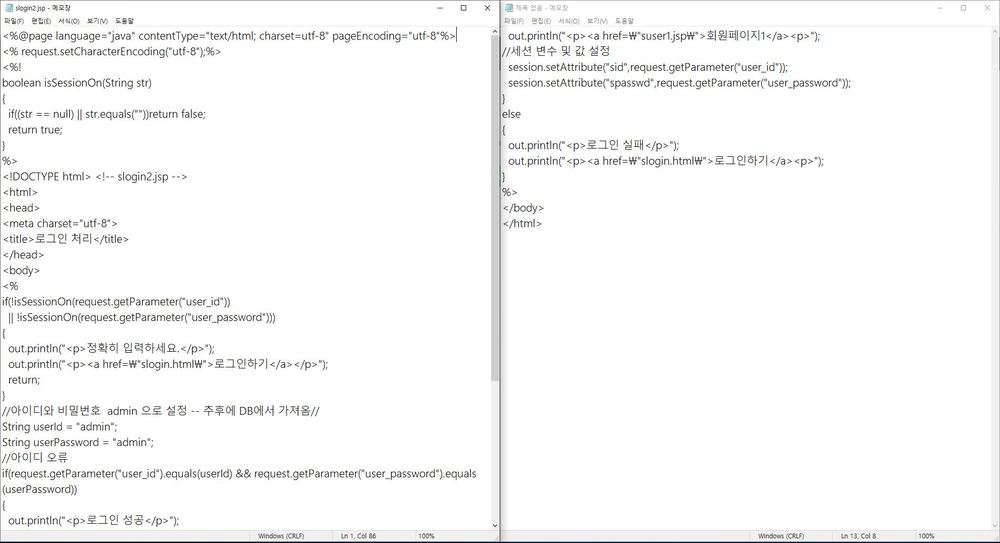 slogin2.jsp - 메모장
파일(F) 편집(E) 서식(O) 보기(V) 도움말
<%@page language="java" contentType="text/html; charset=utf-8" pageEncoding="utf-8"%>
<% request.setCharacterEncoding("utf-8");%>
<%!
boolean isSessionOn(String str)
{
  if((str == null) || str.equals(""))return false;
  return true;
}
%>
<!DOCTYPE html> <!-- slogin2.jsp -->
<html>
<head>
<meta charset="utf-8">
<title>로그인 처리</title>
</head>
<body>
<%
if(!isSessionOn(request.getParameter("user_id"))
  || !isSessionOn(request.getParameter("user_password")))
{
  out.println("<p>정확히 입력하세요.</p>");
  out.println("<p><a href=₩"slogin.html₩">로그인하기</a></p>");
  return;
}
//아이디와 비밀번호  admin 으로 설정 -- 추후에 DB에서 가져옴//
String userId = "admin";
String userPassword = "admin";
//아이디 오류
if(request.getParameter("user_id").equals(userId) && request.getParameter("user_password").equals
(userPassword))
{
  out.println("<p>로그인 성공</p>");
Windows (CRLF) Ln 1, Col 86 100%
제목 없음 - 메모장
파일(F) 편집(E) 서식(O) 보기(V) 도움말
  out.println("<p><a href=₩"suser1.jsp₩">회원페이지1</a><p>");
//세션 변수 및 값 설정
  session.setAttribute("sid",request.getParameter("user_id"));
  session.setAttribute("spasswd",request.getParameter("user_password"));
}
else
{
  out.println("<p>로그인 실패</p>");
  out.println("<p><a href=₩"slogin.html₩">로그인하기</a><p>");
}
%>
</body>
</html>
Windows (CRLF) Ln 13, Col 8 100%